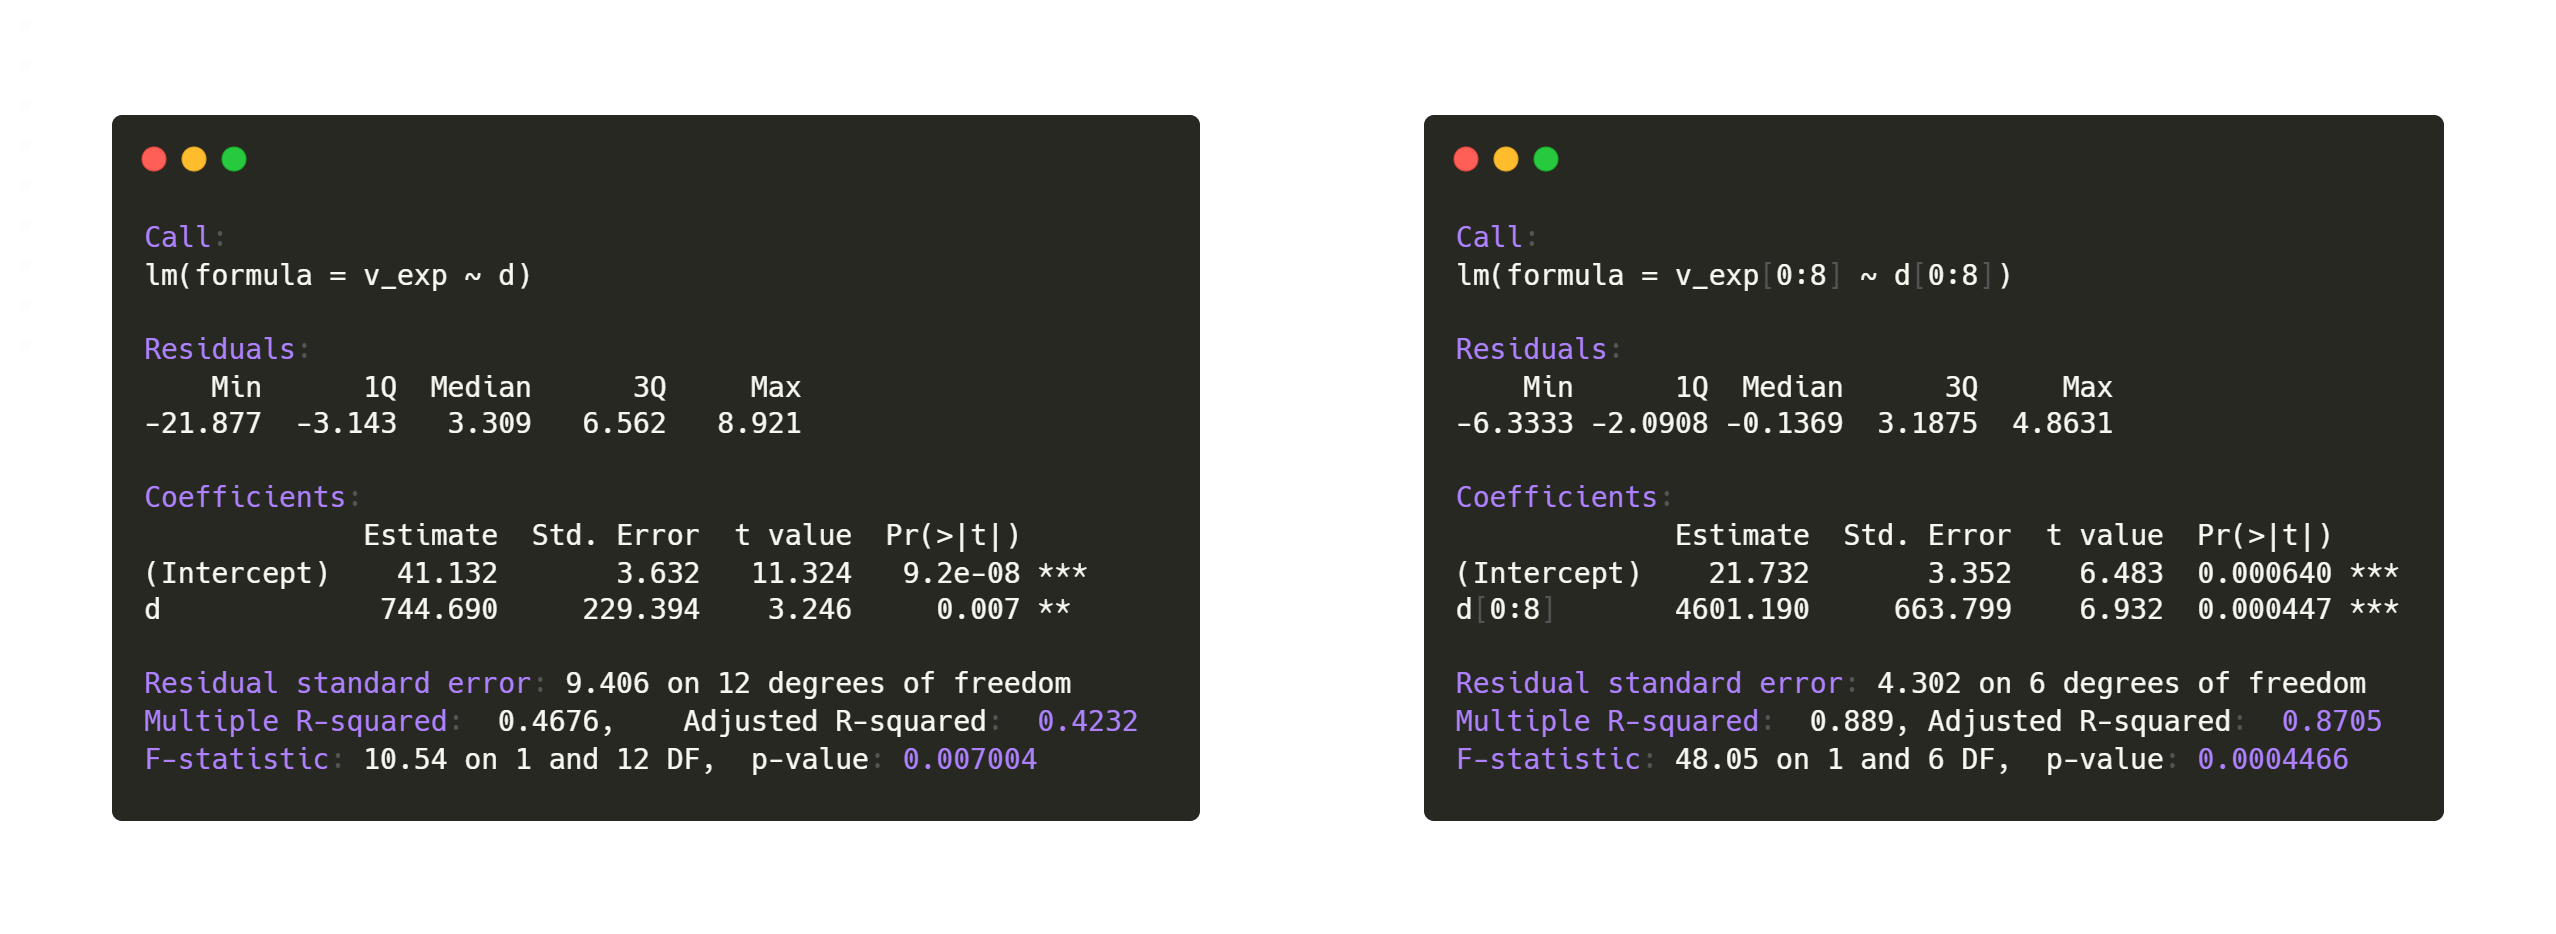 Call:
lm(formula = v_exp ~ d)
Residuals:
Min 1Q Median 3Q Max
-21.877 -3.143 3.309 6.562 8.921
Coefficients:
Estimate Std. Error t value Pr(>|t|)
(Intercept) 41.132 3.632 11.324 9.2e-08 ***
d 744.690 229.394 3.246 0.007 **
Residual standard error: 9.406 on 12 degrees of freedom
Multiple R-squared: 0.4676, Adjusted R-squared: 0.4232
F-statistic: 10.54 on 1 and 12 DF, p-value: 0.007004
Call:
lm(formula = v_exp[0:8] ~ d[0:8])
Residuals:
Min 1Q Median 3Q Max
-6.3333 -2.0908 -0.1369 3.1875 4.8631
Coefficients:
Estimate Std. Error t value Pr(>|t|)
(Intercept) 21.732 3.352 6.483 0.000640 ***
d[0:8] 4601.190 663.799 6.932 0.000447 ***
Residual standard error: 4.302 on 6 degrees of freedom
Multiple R-squared: 0.889, Adjusted R-squared: 0.8705
F-statistic: 48.05 on 1 and 6 DF, p-value: 0.0004466